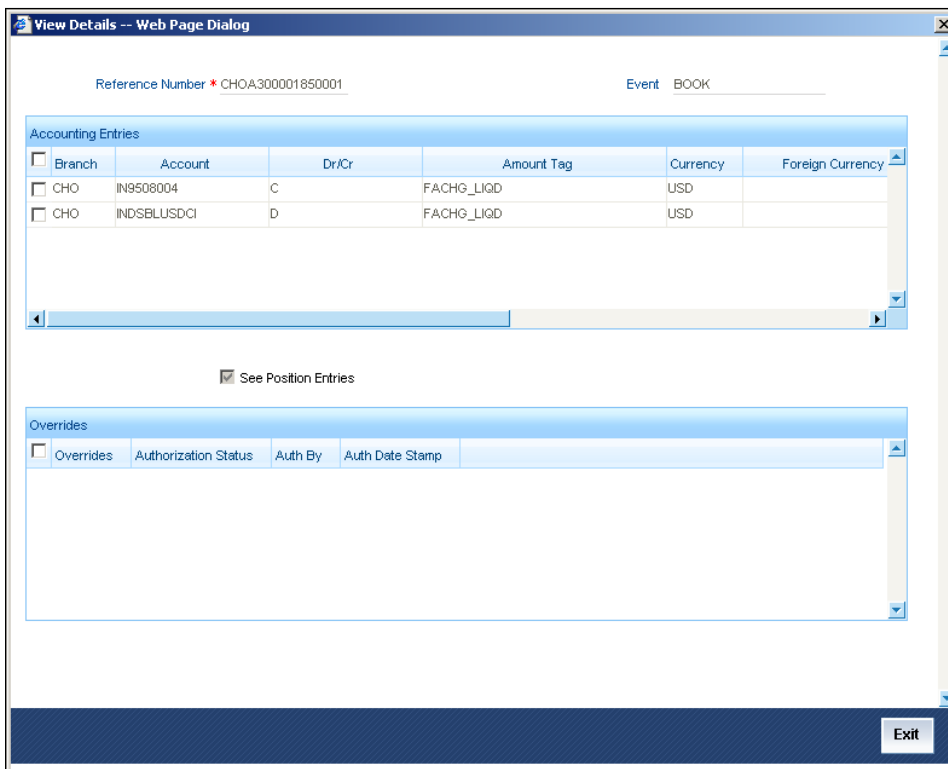 View Details -- Web Page Dialog
Reference Number * CHOA300001850001 Event BOOK
Accounting Entries
Branch Account Dr/Cr Amount Tag Currency Foreign Currency
CHO IN9508004 C FACHG_LIQD USD
CHO INDSBLUSDCI D FACHG_LIQD USD
See Position Entries
Overrides
Overrides Authorization Status Auth By Auth Date Stamp
Exit